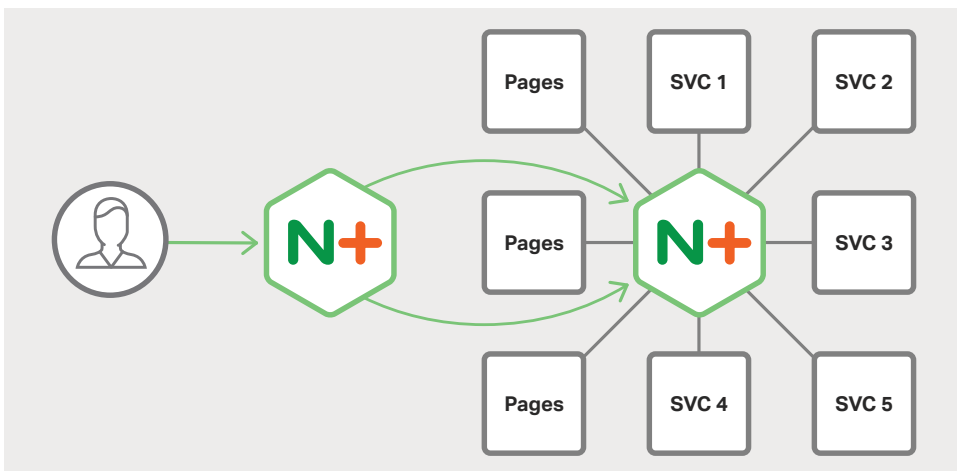 Pages
SVC 1
SVC 2
N+
Pages
N+
SVC 3
Pages
SVC 4
SVC 5